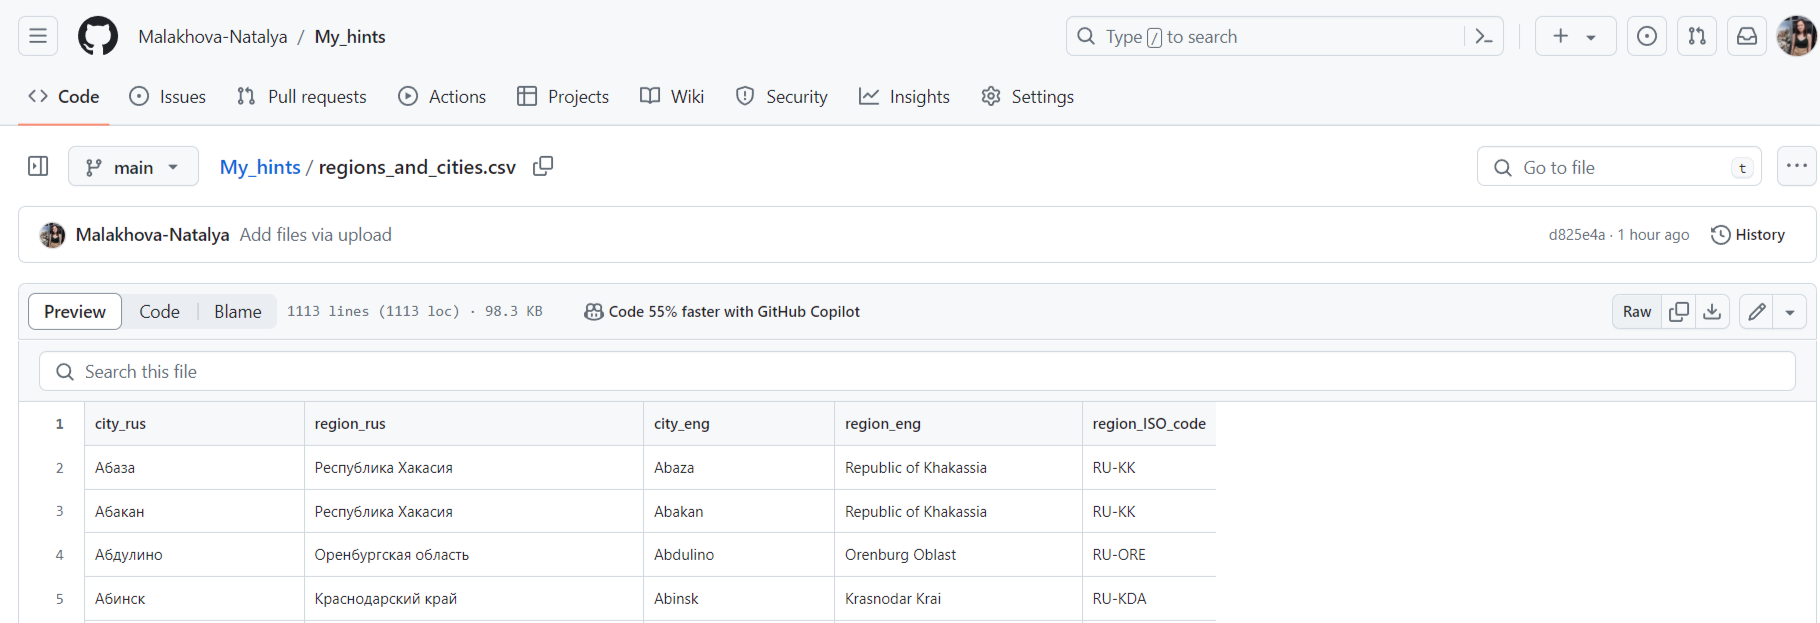 Malakhova-Natalya / My_hints
Type / to search
Code Issues Pull requests Actions Projects Wiki Security Insights Settings
main My_hints / regions_and_cities.csv
Go to file t
Malakhova-Natalya Add files via upload
d825e4a · 1 hour ago History
Preview Code Blame 1113 lines (1113 loc) · 98.3 KB Code 55% faster with GitHub Copilot Raw
Search this file
1 city_rus region_rus city_eng region_eng region_ISO_code
2 Абаза Республика Хакасия Abaza Republic of Khakassia RU-KK
3 Абакан Республика Хакасия Abakan Republic of Khakassia RU-KK
4 Абдулино Оренбургская область Abdulino Orenburg Oblast RU-ORE
5 Абинск Краснодарский край Abinsk Krasnodar Krai RU-KDA